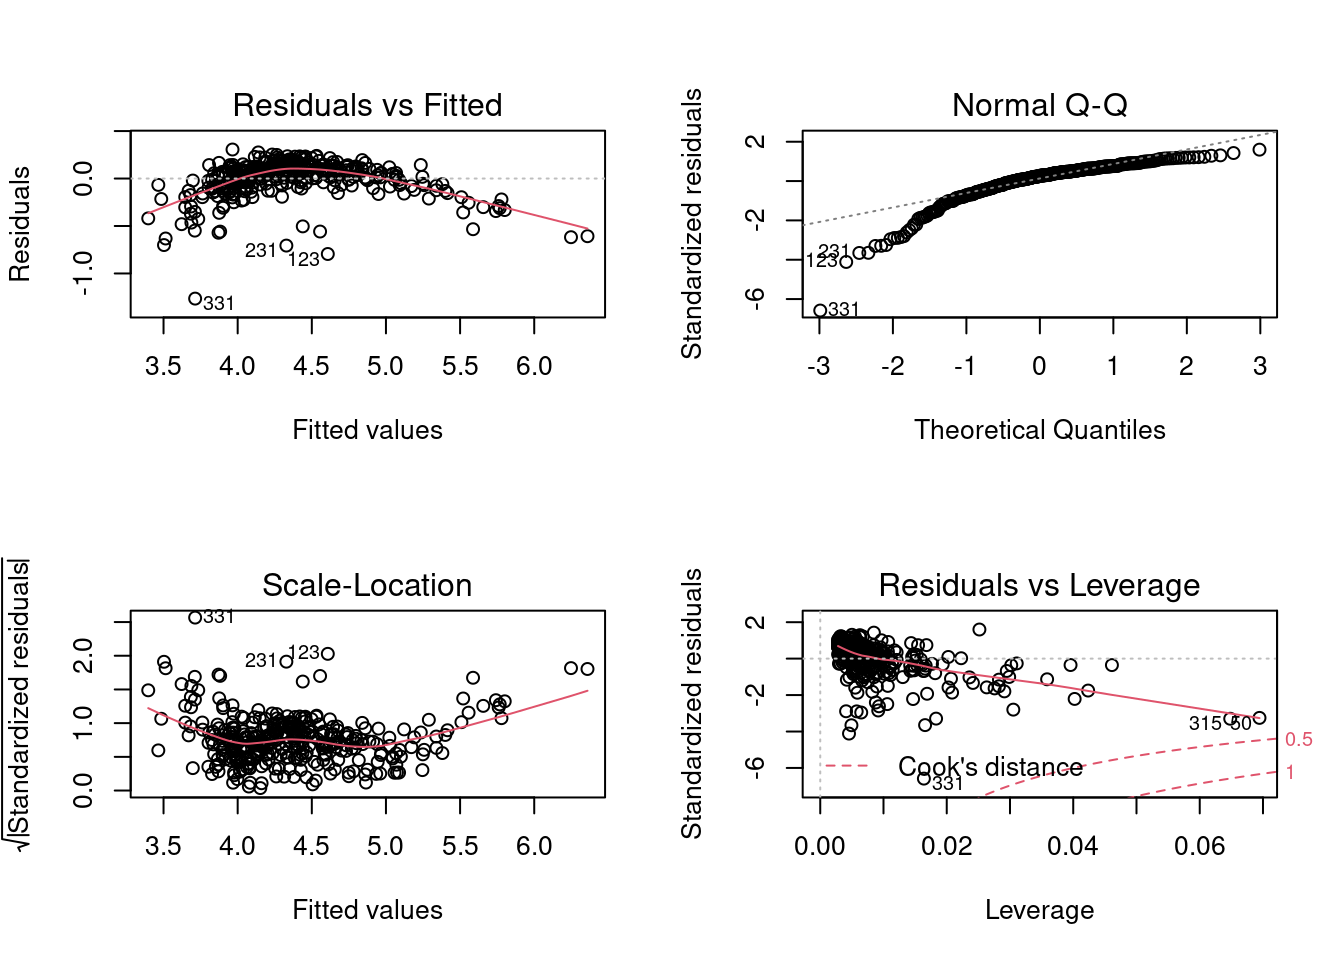 Residuals vs Fitted
Residuals
0.0
-1.0
231
123
331
3.5 4.0 4.5 5.0 5.5 6.0
Fitted values
Normal Q-Q
Standardized residuals
2
-2
-6
231
123
331
-3 -2 -1 0 1 2 3
Theoretical Quantiles
Scale-Location
√|Standardized residuals|
2.0
1.0
0.0
331
231
123
3.5 4.0 4.5 5.0 5.5 6.0
Fitted values
Residuals vs Leverage
Standardized residuals
2
-2
-6
315
50
0.5
1
Cook's distance
331
0.00 0.02 0.04 0.06
Leverage